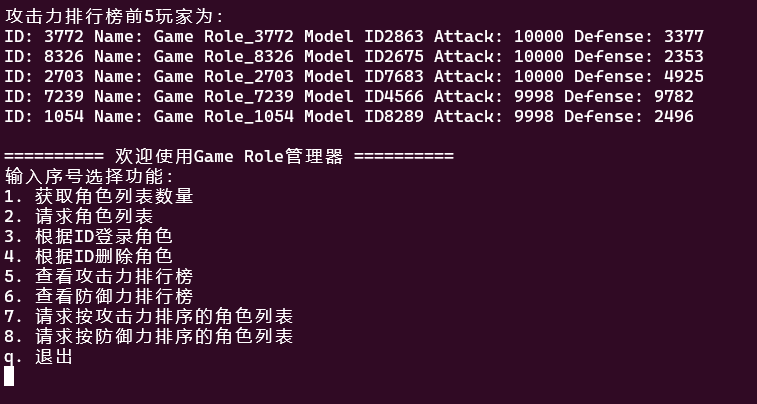 攻击力排行榜前5玩家为:
ID: 3772 Name: Game Role_3772 Model ID2863 Attack: 10000 Defense: 3377
ID: 8326 Name: Game Role_8326 Model ID2675 Attack: 10000 Defense: 2353
ID: 2703 Name: Game Role_2703 Model ID7683 Attack: 10000 Defense: 4925
ID: 7239 Name: Game Role_7239 Model ID4566 Attack: 9998 Defense: 9782
ID: 1054 Name: Game Role_1054 Model ID8289 Attack: 9998 Defense: 2496
========== 欢迎使用Game Role管理器 ==========
输入序号选择功能:
1. 获取角色列表数量
2. 请求角色列表
3. 根据ID登录角色
4. 根据ID删除角色
5. 查看攻击力排行榜
6. 查看防御力排行榜
7. 请求按攻击力排序的角色列表
8. 请求按防御力排序的角色列表
q. 退出